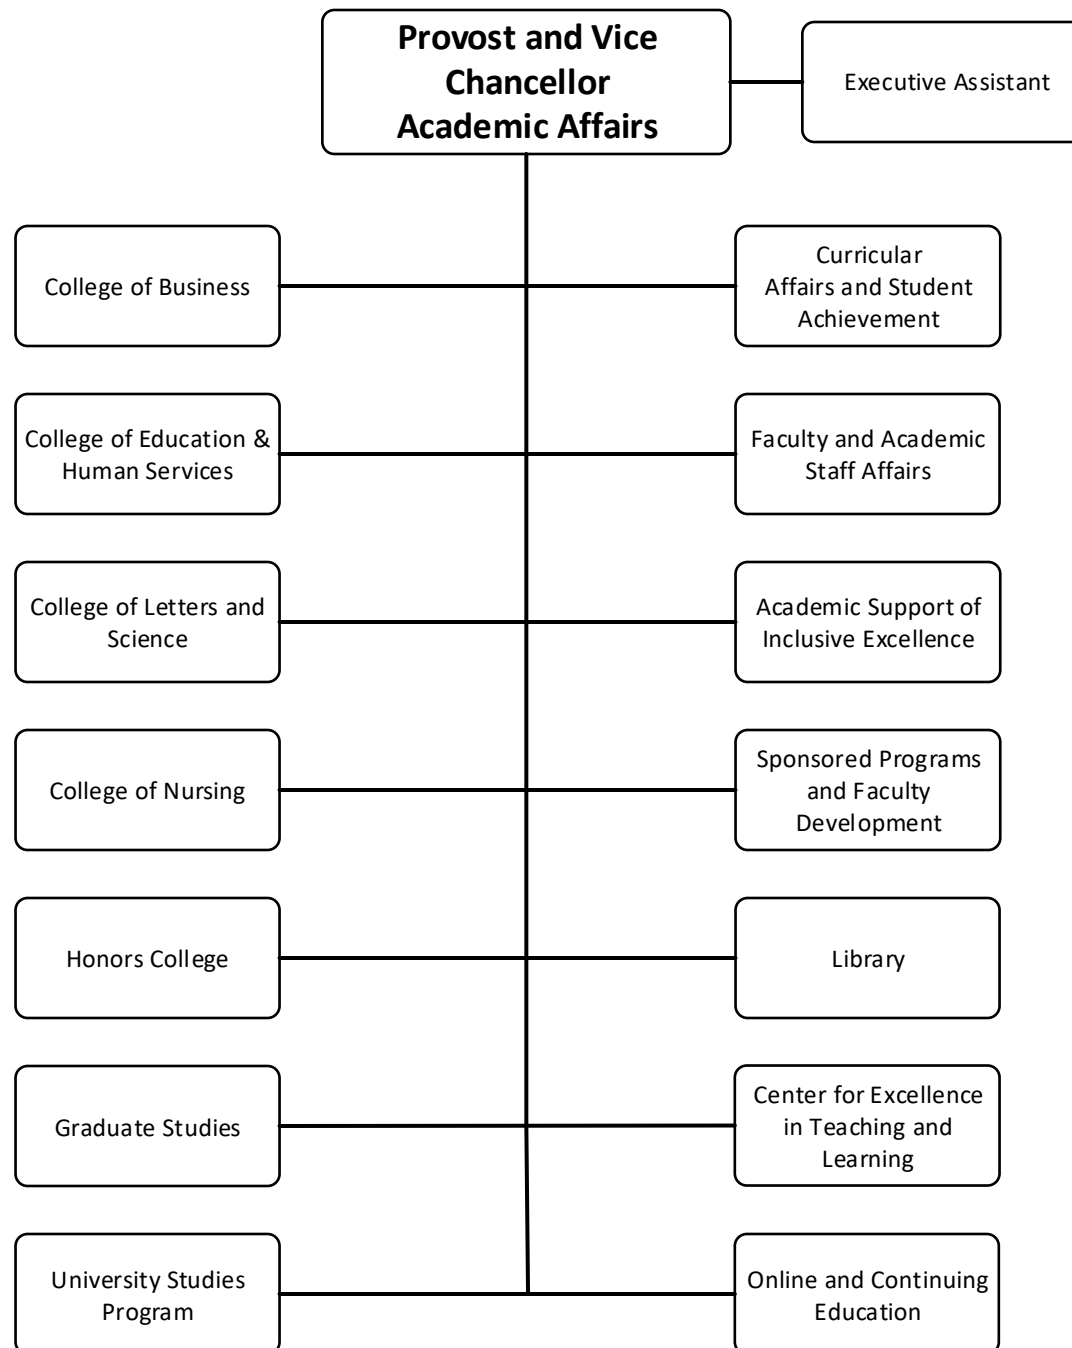 Provost and Vice
Chancellor
Academic Affairs
Executive Assistant
College of Business
Curricular
Affairs and Student
Achievement
College of Education &
Human Services
Faculty and Academic
Staff Affairs
College of Letters and
Science
Academic Support of
Inclusive Excellence
College of Nursing
Sponsored Programs
and Faculty
Development
Honors College
Library
Graduate Studies
Center for Excellence
in Teaching and
Learning
University Studies
Program
Online and Continuing
Education